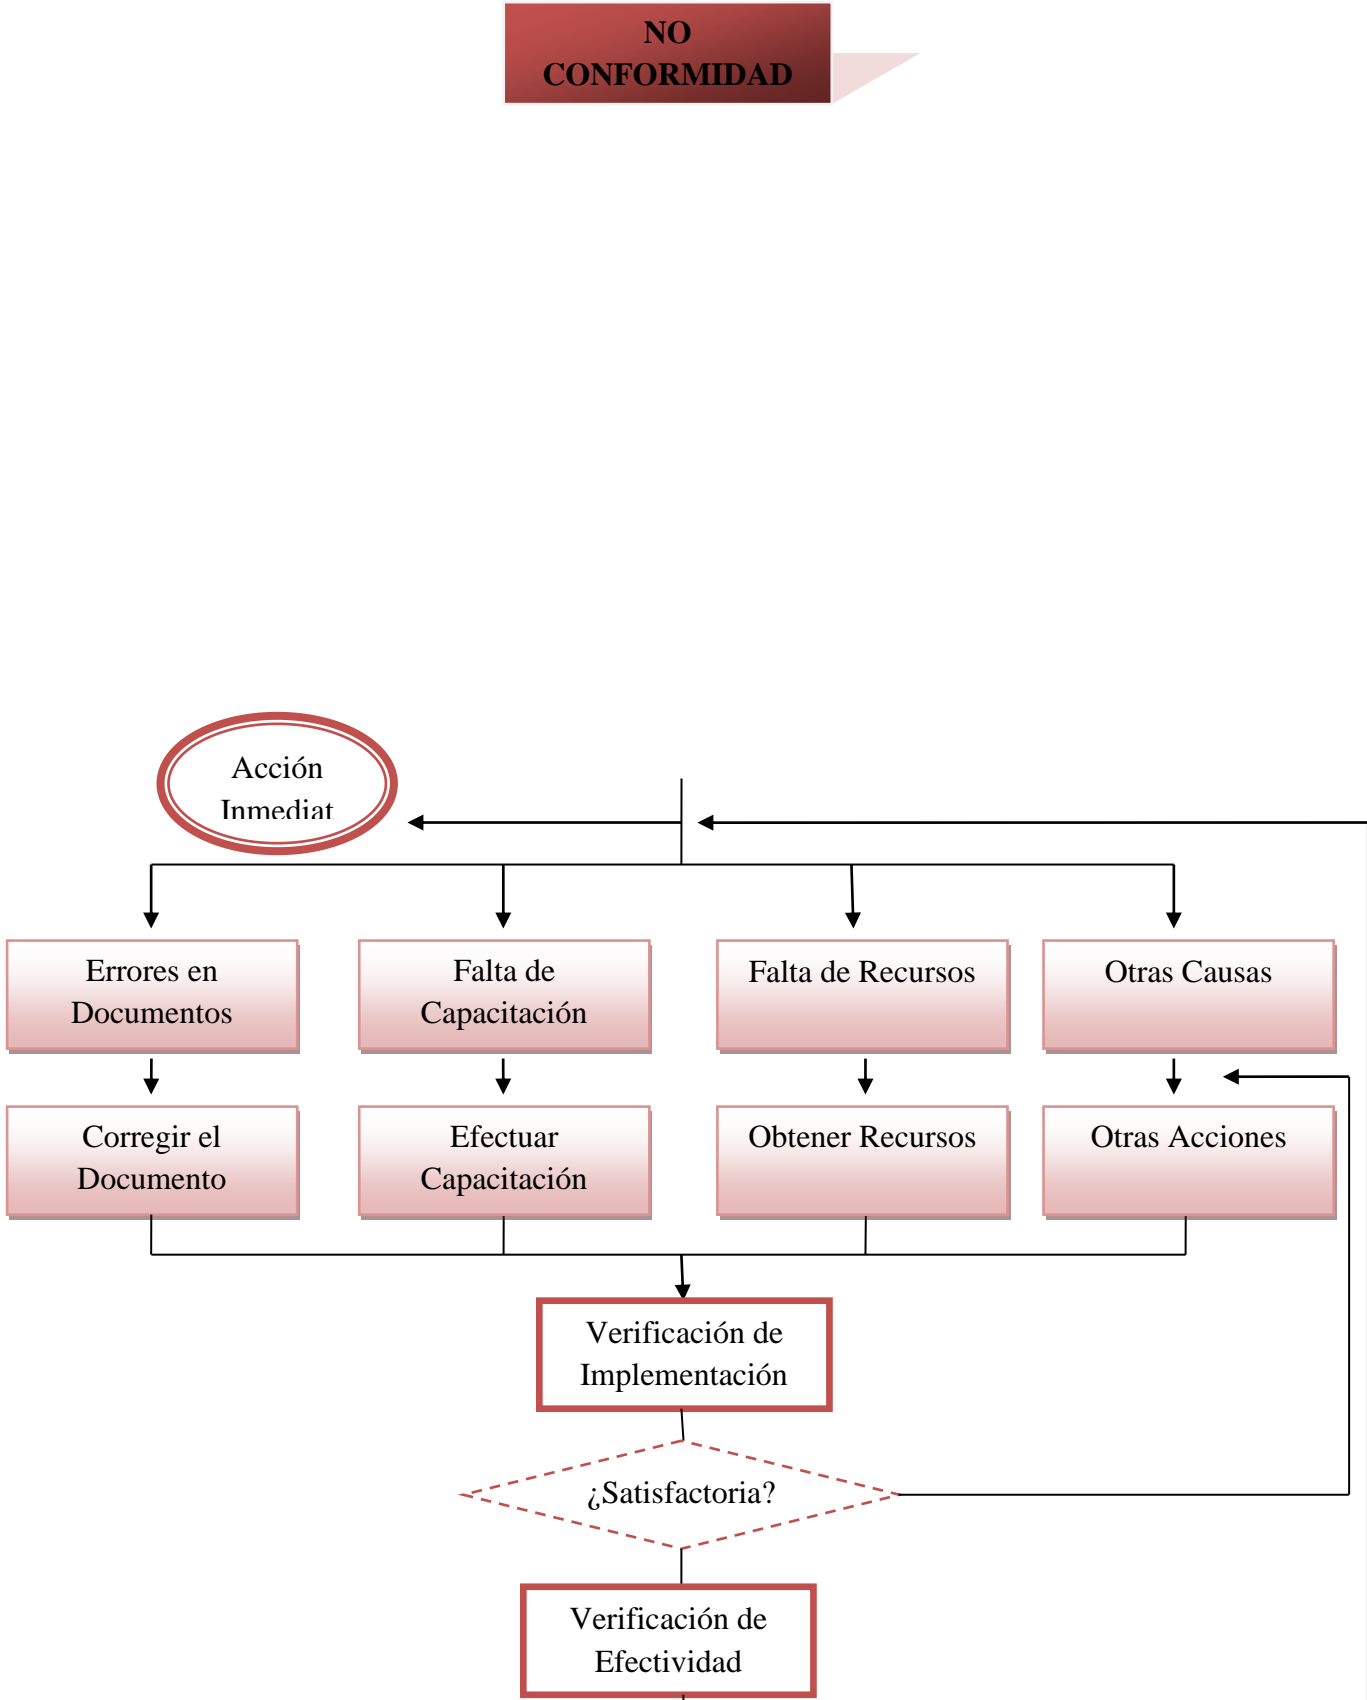 NO
CONFORMIDAD
Acción
Inmediat
Errores en
Documentos
Falta de
Capacitación
Falta de Recursos
Otras Causas
Corregir el
Documento
Efectuar
Capacitación
Obtener Recursos
Otras Acciones
Verificación de
Implementación
¿Satisfactoria?
Verificación de
Efectividad